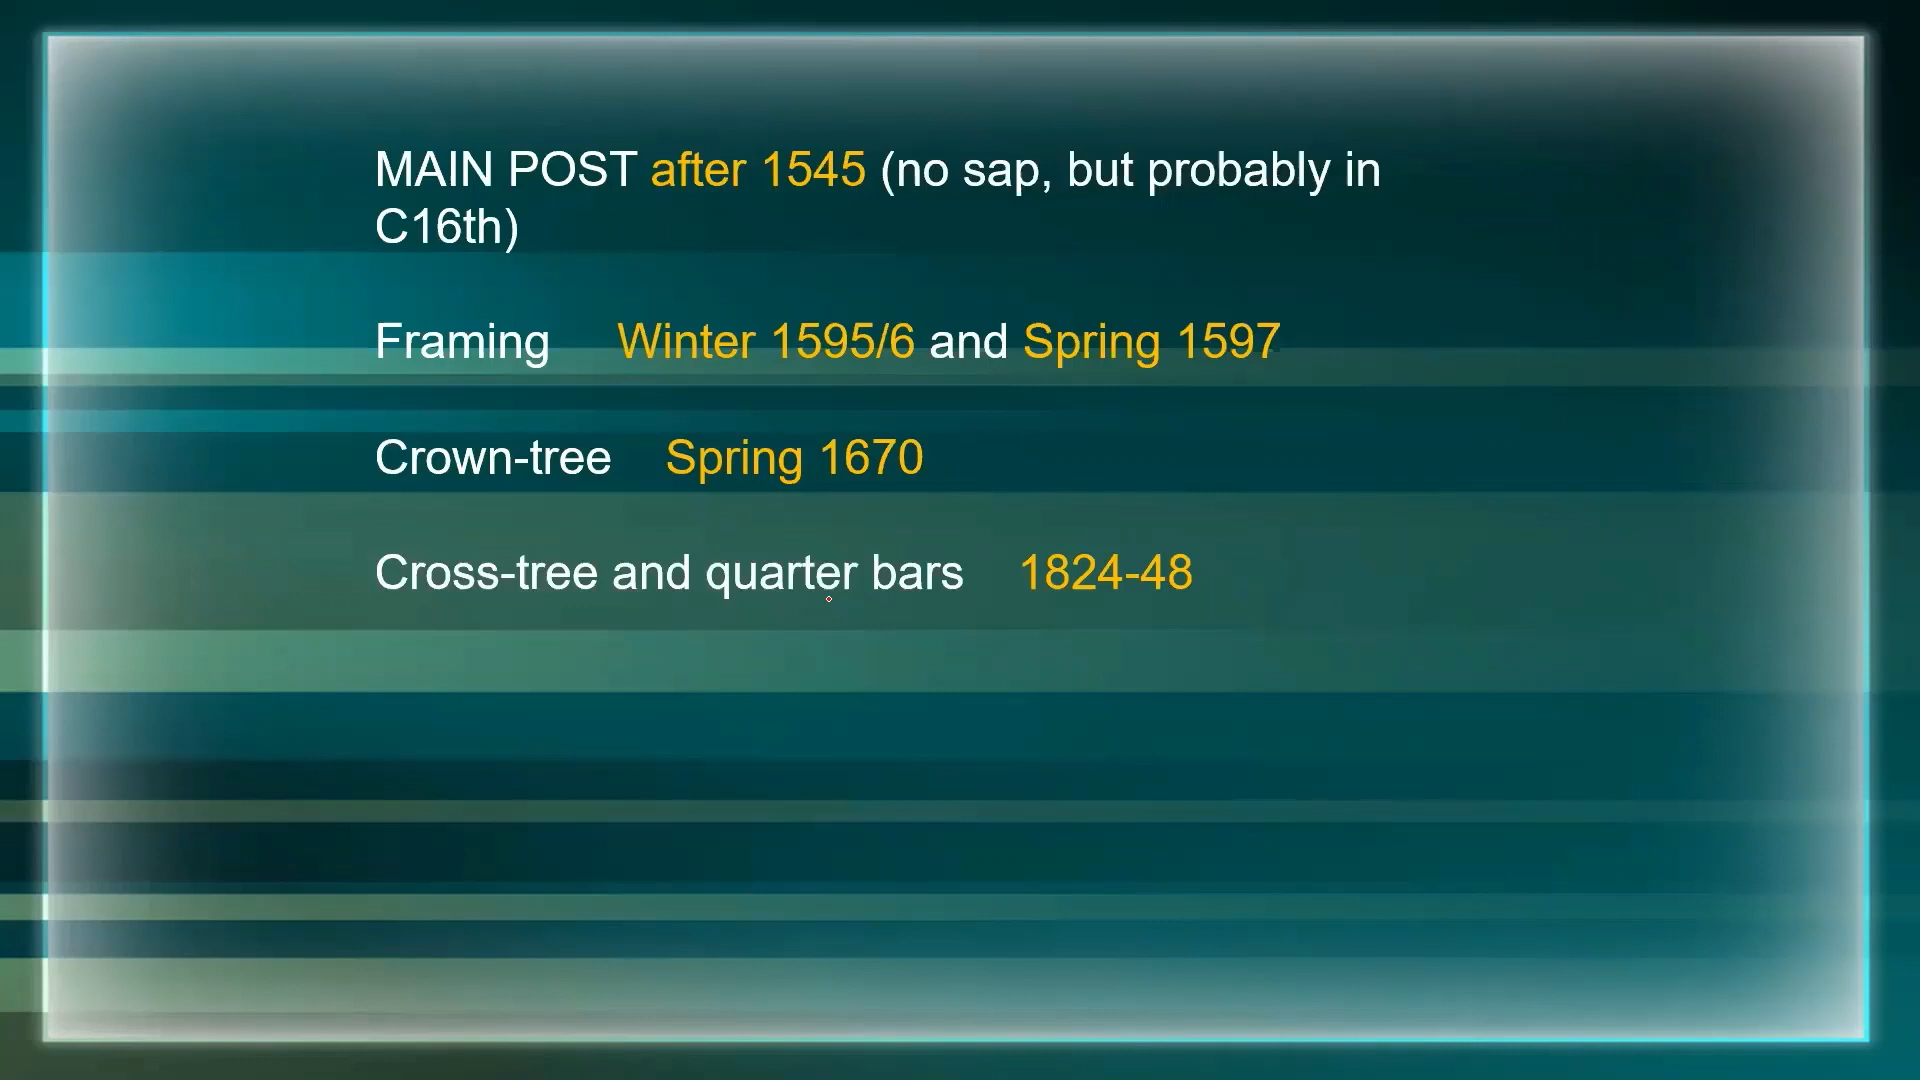 MAIN POST after 1545 (no sap, but probably in
C16th)
Framing Winter 1595/6 and Spring 1597
Crown-tree Spring 1670
Cross-tree and quarter bars 1824-48